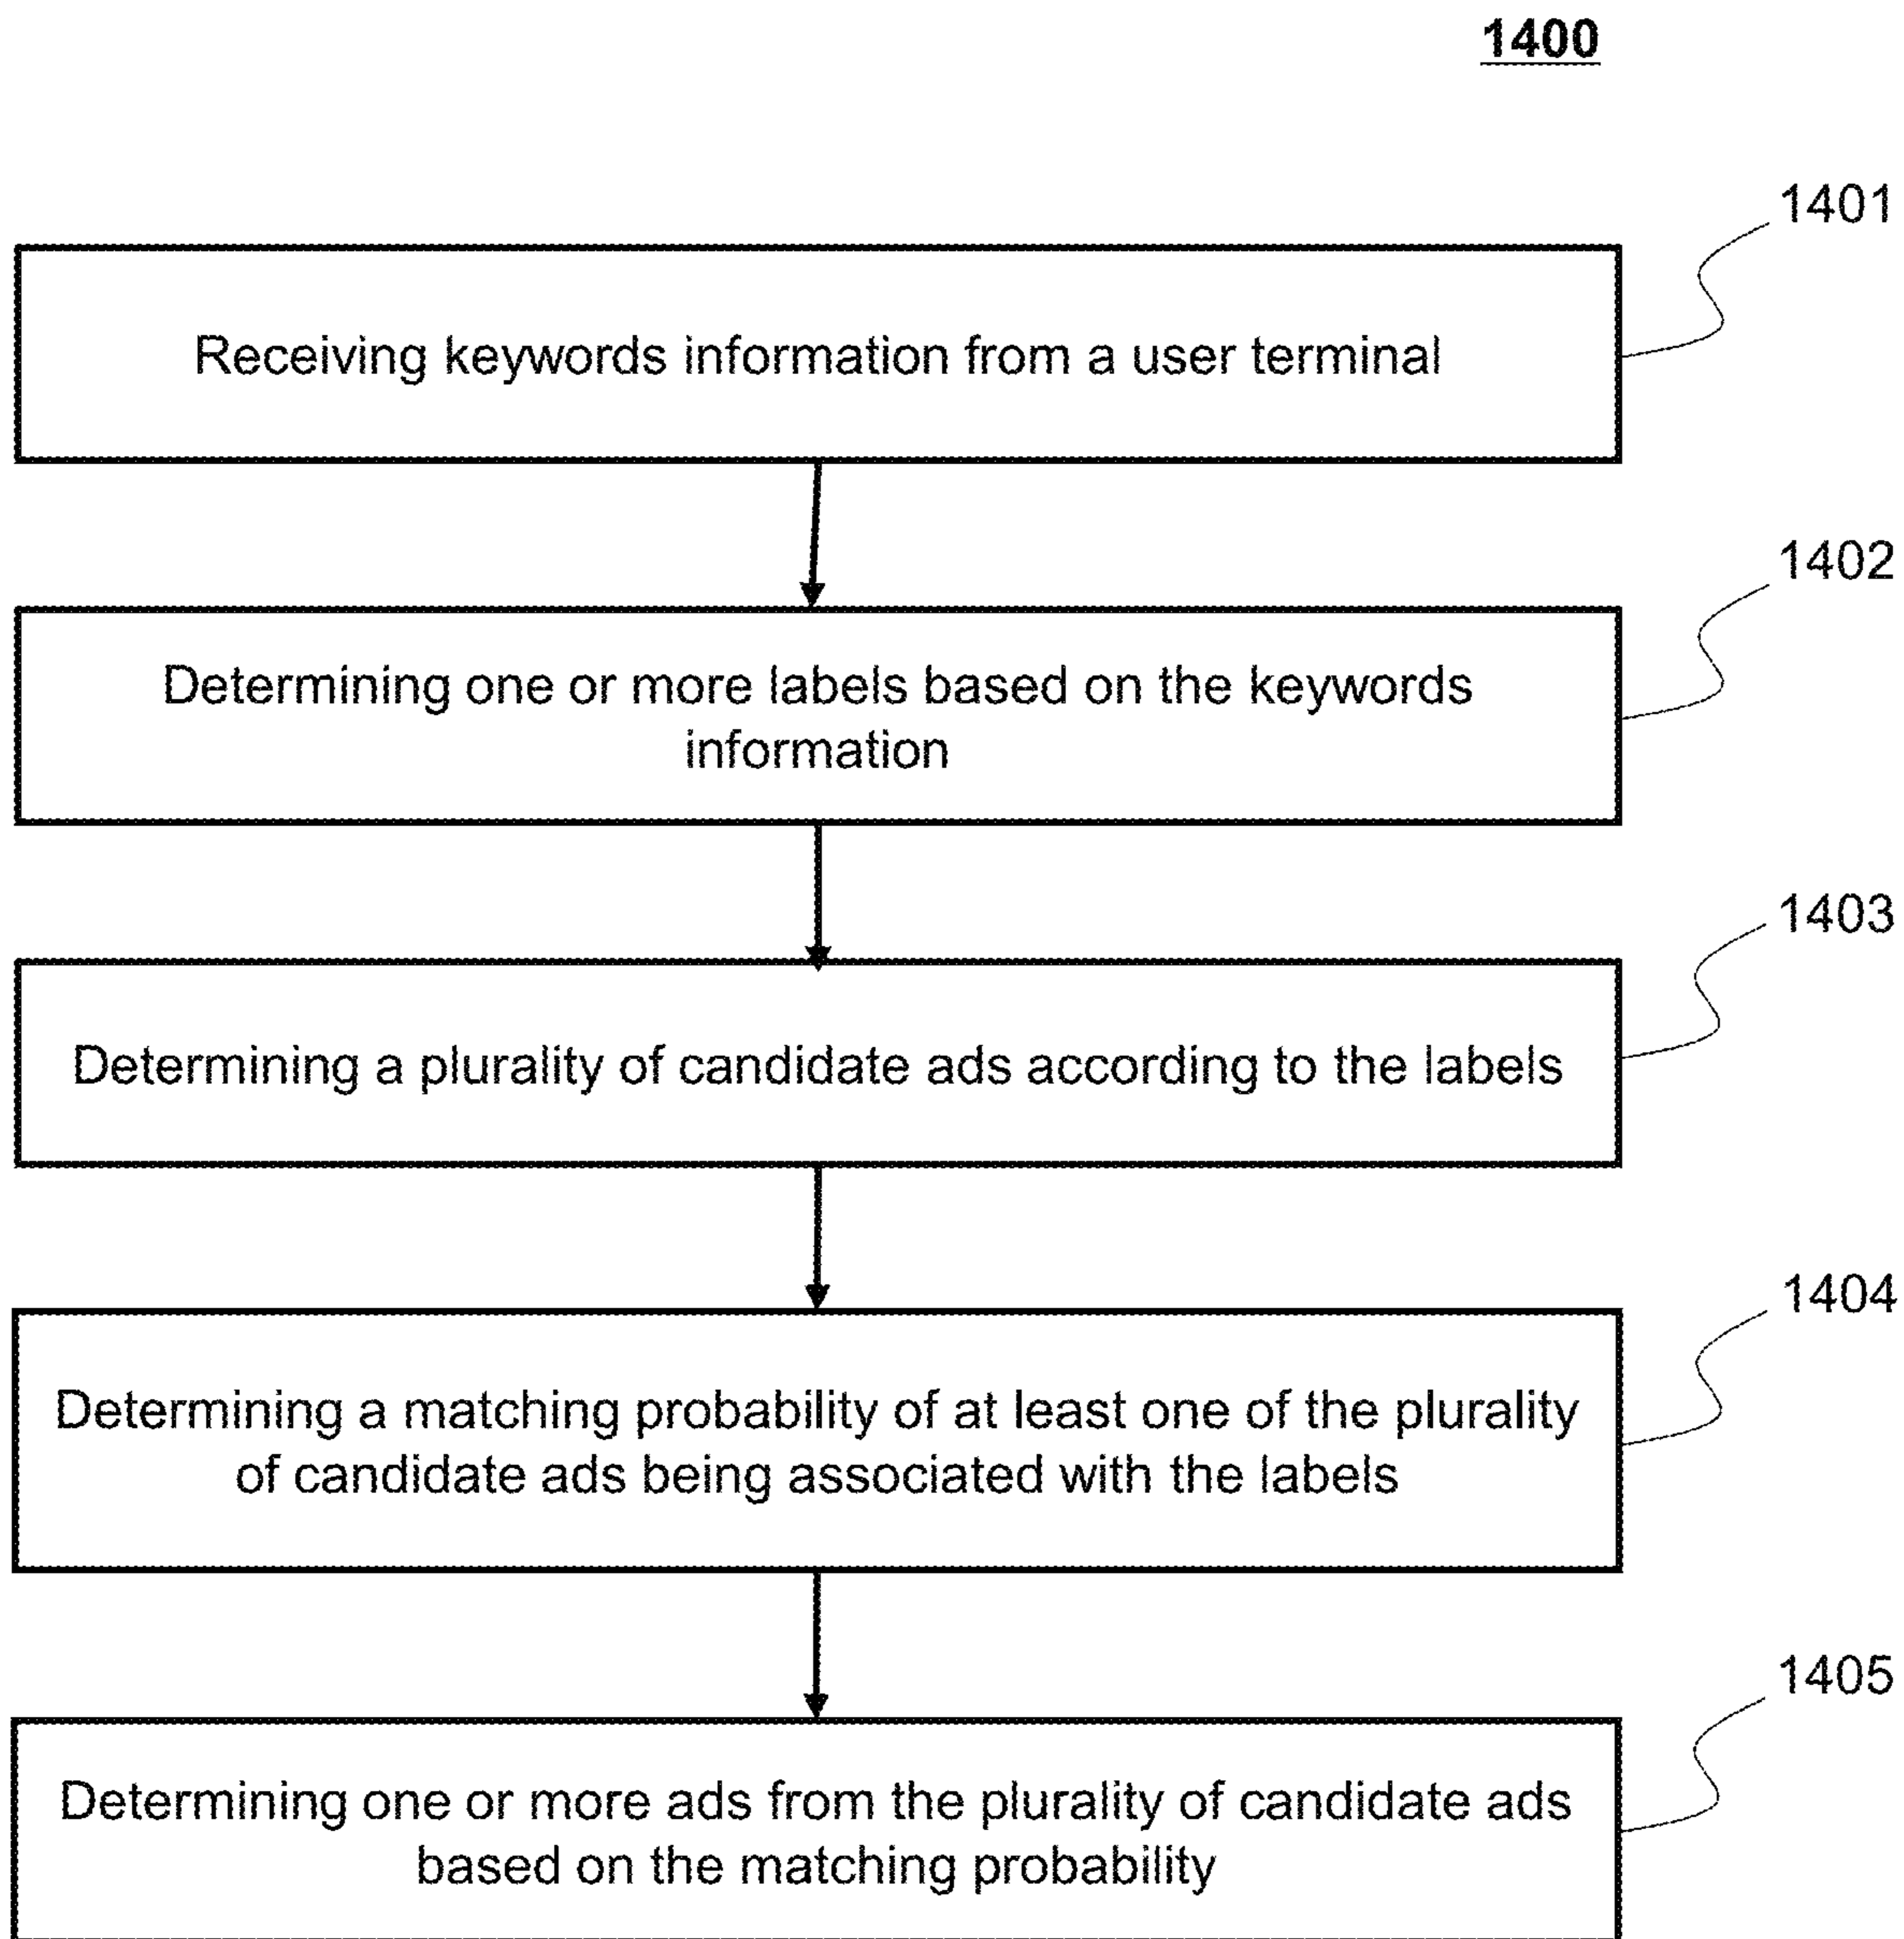 1400
1401
Receiving keywords information from a user terminal
1402
Determining one or more labels based on the keywords
information
1403
Determining a plurality of candidate ads according to the labels
1404
Determining a matching probability of at least one of the plurality
of candidate ads being associated with the labels
1405
Determining one or more ads from the plurality of candidate ads
based on the matching probability